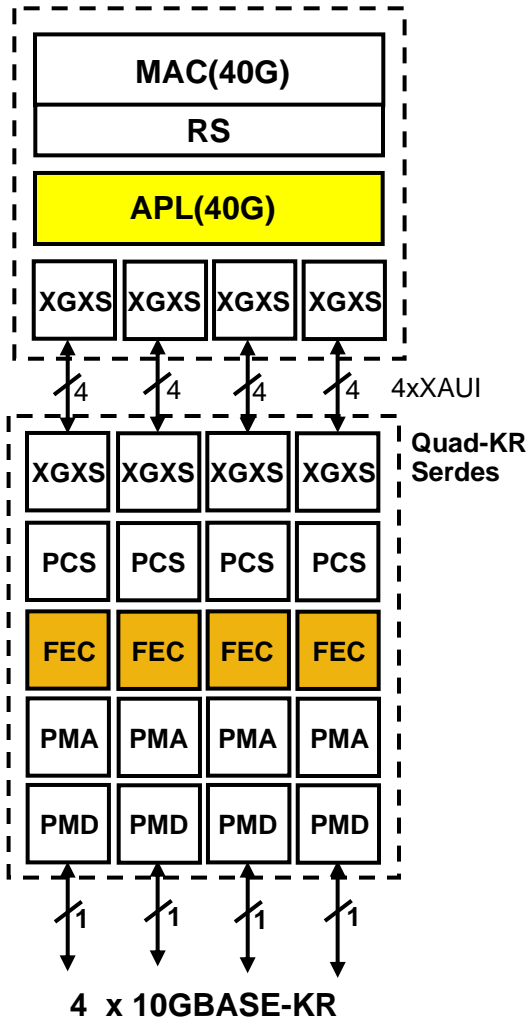 MAC(40G)
RS
APL(40G)
XGXS XGXS XGXS XGXS
4 4 4 4 4xXAUI
Quad-KR
Serdes
XGXS XGXS XGXS XGXS
PCS PCS PCS PCS
FEC FEC FEC FEC
PMA PMA PMA PMA
PMD PMD PMD PMD
1 1 1 1
4 x 10GBASE-KR